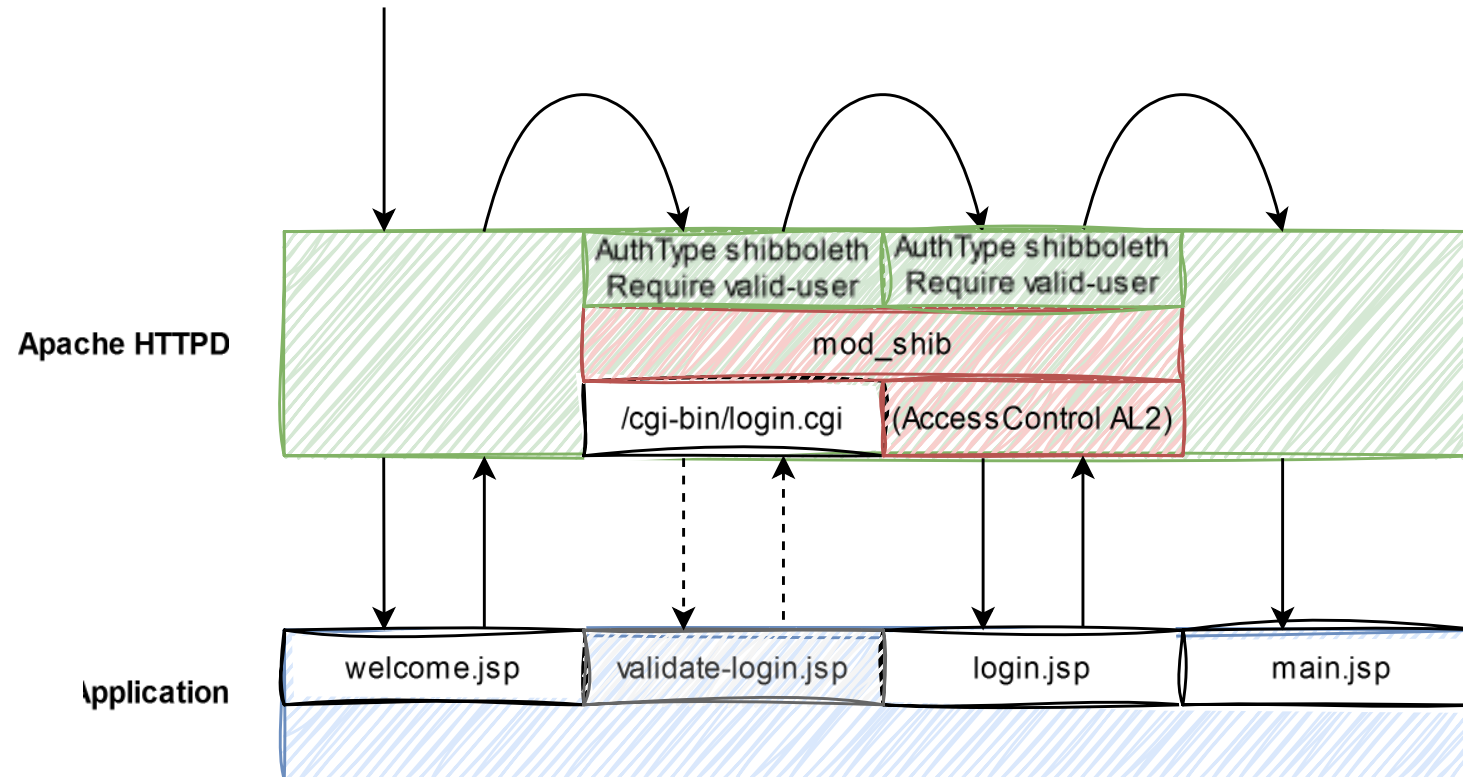 AuthType shibboleth
Require valid-user
AuthType shibboleth
Require valid-user
Apache HTTPD
mod_shib
/cgi-bin/login.cgi
(AccessControl AL2)
welcome.jsp
validate-login.jsp
login.jsp
main.jsp
Application